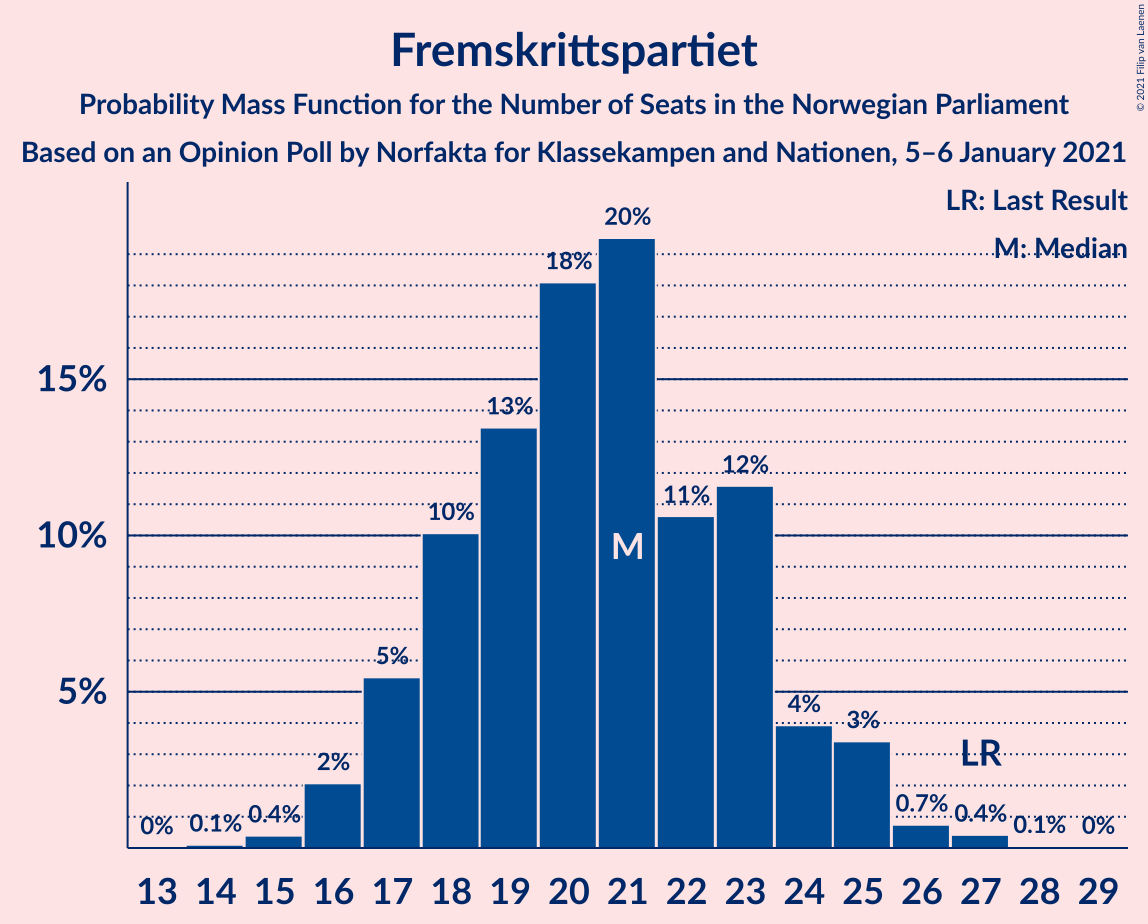 Fremskrittspartiet
Probability Mass Function for the Number of Seats in the Norwegian Parliament
Based on an Opinion Poll by Norfakta for Klassekampen and Nationen, 5–6 January 2021
© 2021 Filip van Laenen
LR: Last Result
M: Median
20%
18%
15%
13%
12%
11%
10%
10%
M
5%
5%
4%
3%
2%
LR
0% 0.1% 0.4% 0.7% 0.4% 0.1% 0%
13 14 15 16 17 18 19 20 21 22 23 24 25 26 27 28 29